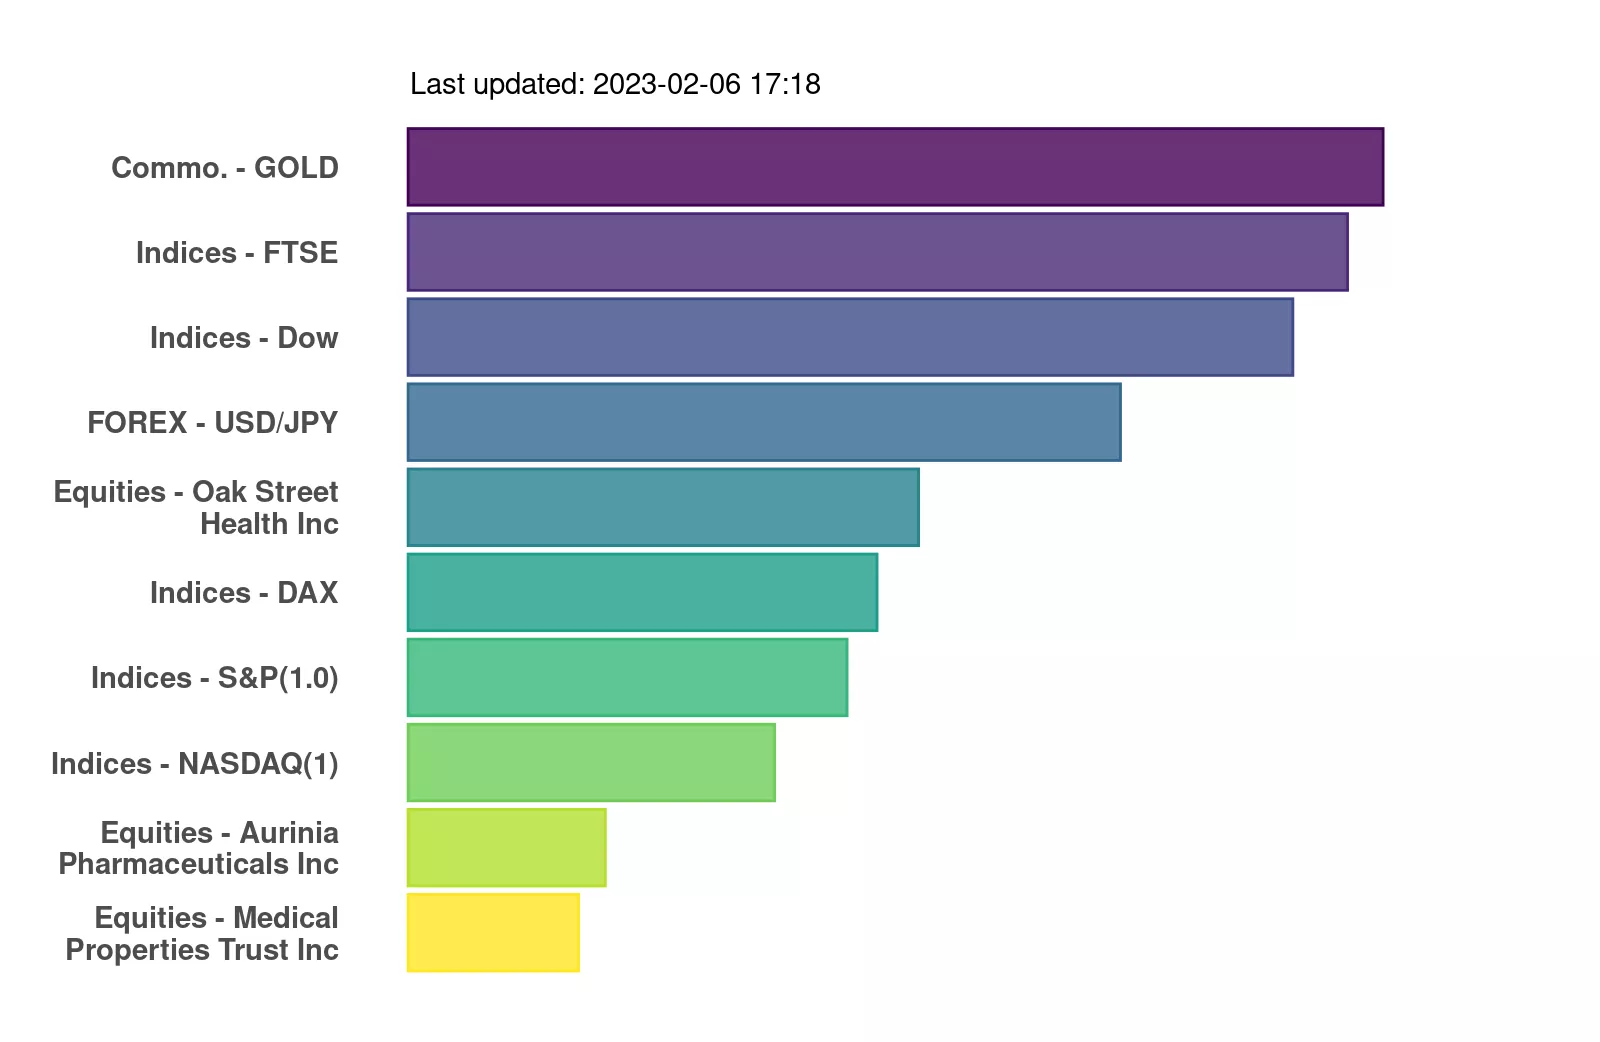 Last updated: 2023-02-06 17:18
Commo. - GOLD
Indices - FTSE
Indices - Dow
FOREX - USD/JPY
Equities - Oak Street
Health Inc
Indices - DAX
Indices - S&P(1.0)
Indices - NASDAQ(1)
Equities - Aurinia
Pharmaceuticals Inc
Equities - Medical
Properties Trust Inc